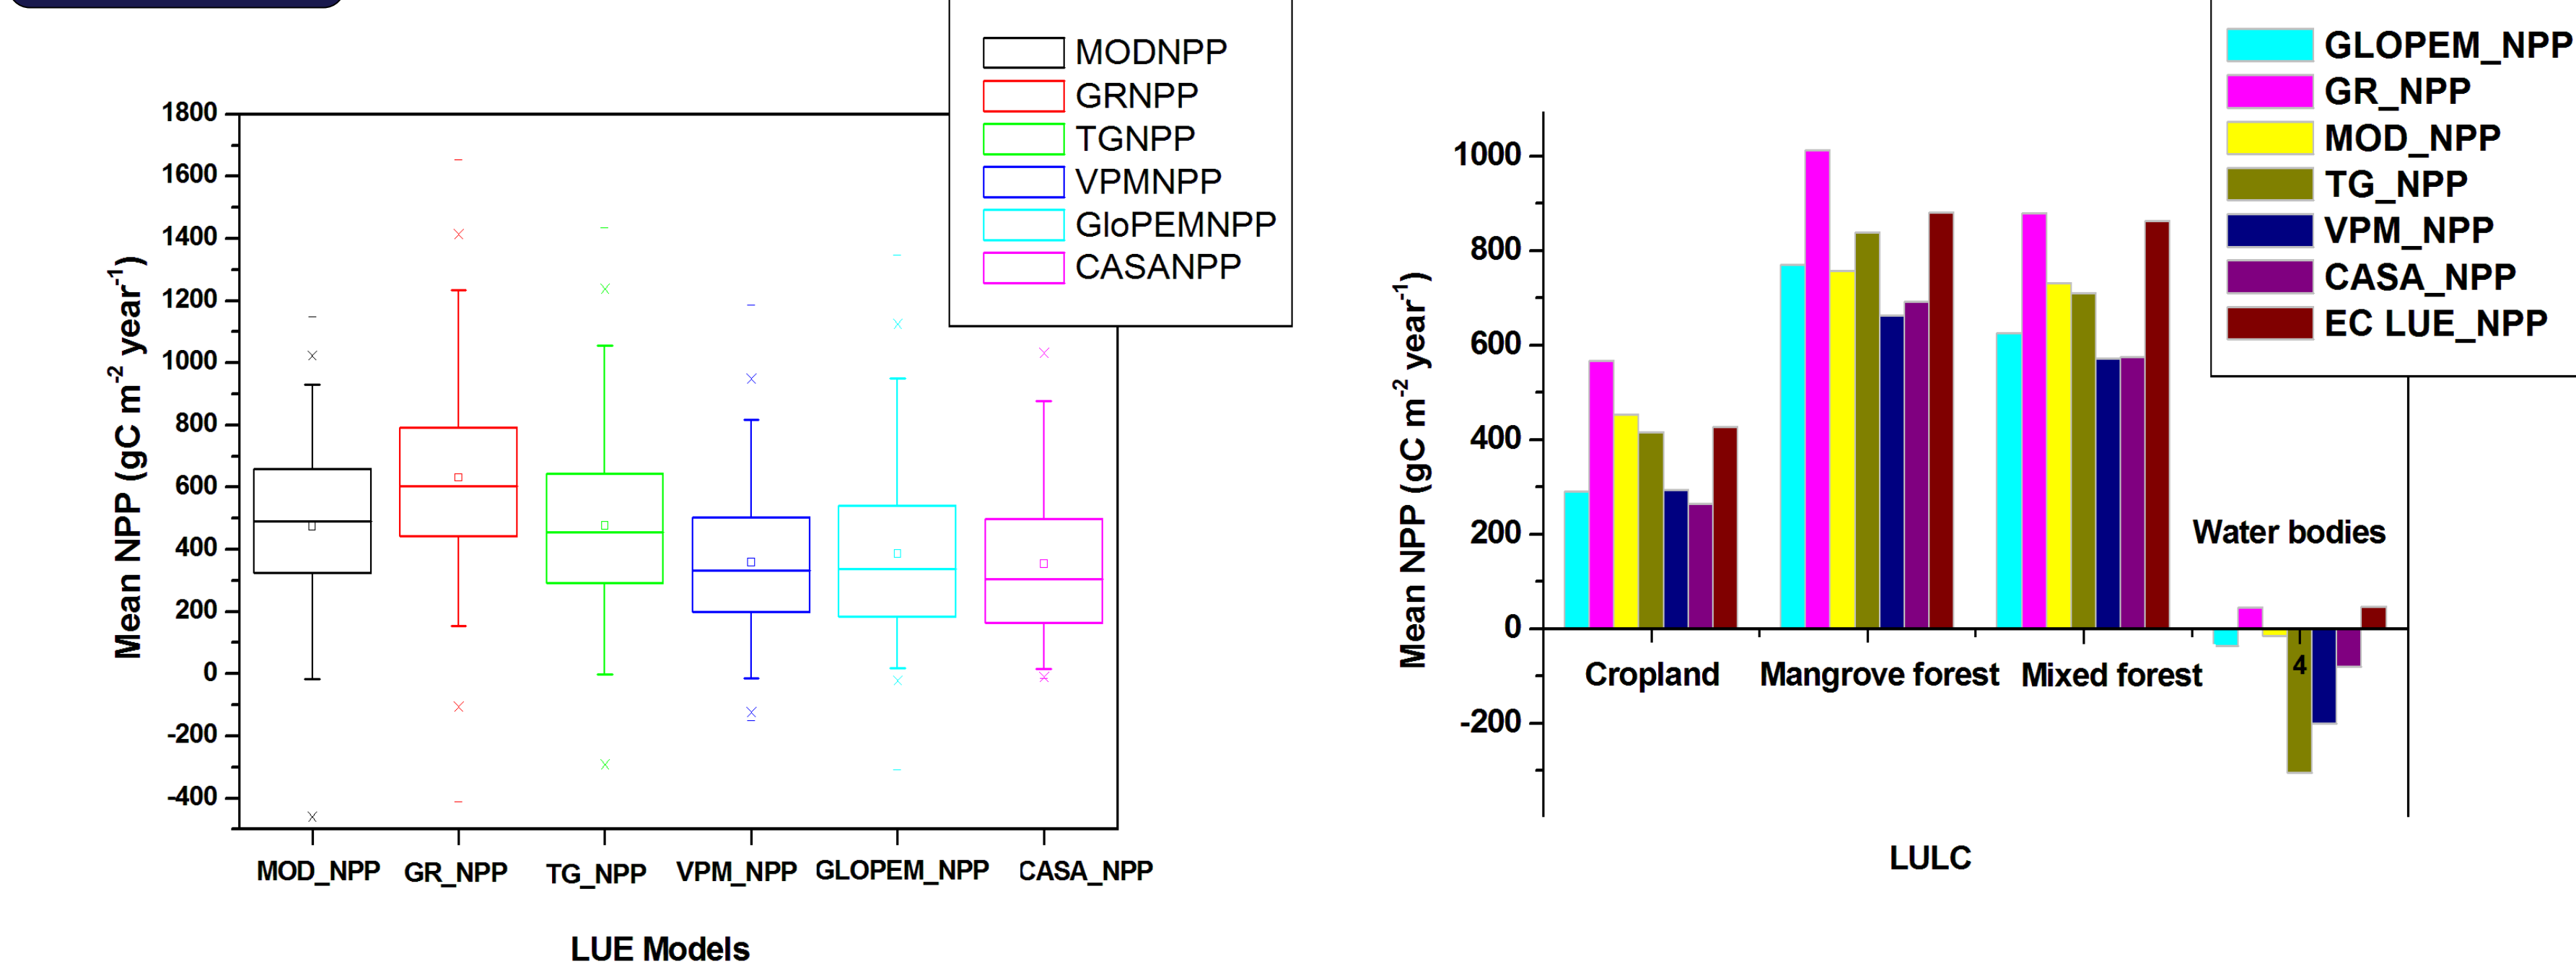 MODNPP
GRNPP
TGNPP
VPMNPP
GloPEMNPP
CASANPP
1800
1600
1400
1200
1000
800
600
400
200
0
-200
-400
Mean NPP (gC m-2 year-1)
MOD_NPP
GR_NPP
TG_NPP
VPM_NPP
GLOPEM_NPP
CASA_NPP
LUE Models
GLOPEM_NPP
GR_NPP
MOD_NPP
TG_NPP
VPM_NPP
CASA_NPP
EC LUE_NPP
1000
800
600
400
200
0
-200
Mean NPP (gC m-2 year-1)
Water bodies
Cropland
Mangrove forest
Mixed forest
4
LULC